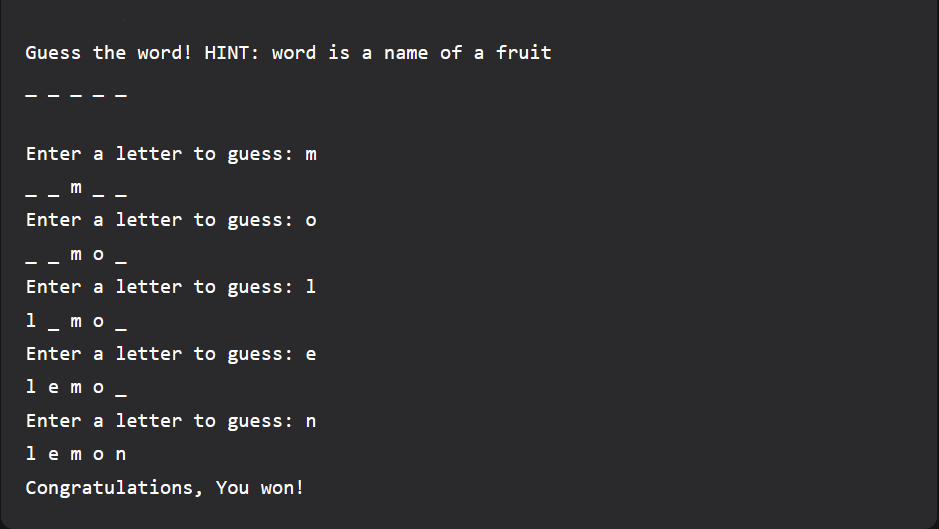 Guess the word! HINT: word is a name of a fruit
_ _ _ _ _
Enter a letter to guess: m
_ _ m _ _
Enter a letter to guess: o
_ _ m o _
Enter a letter to guess: l
l _ m o _
Enter a letter to guess: e
l e m o _
Enter a letter to guess: n
l e m o n
Congratulations, You won!